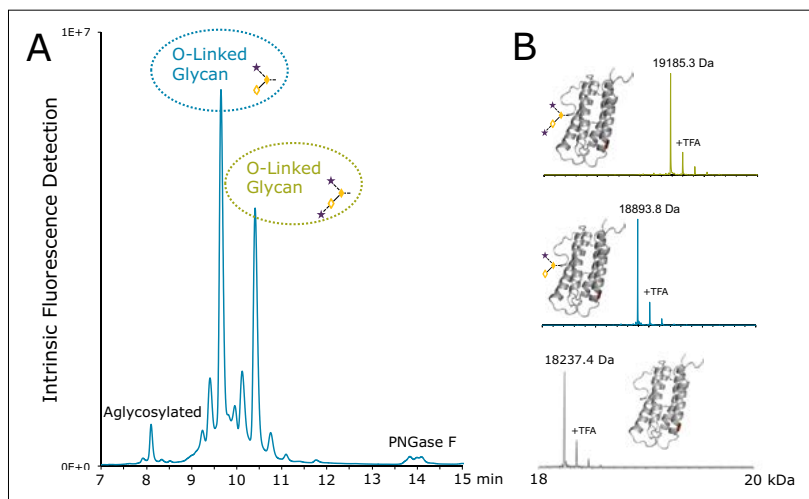 A
1E+7
O-Linked
Glycan
O-Linked
Glycan
Intrinsic Fluorescence Detection
Aglycosylated
PNGase F
0E+0
7 8 9 10 11 12 13 14 15 min
B
19185.3 Da
+TFA
18893.8 Da
+TFA
18237.4 Da
+TFA
18 20 kDa